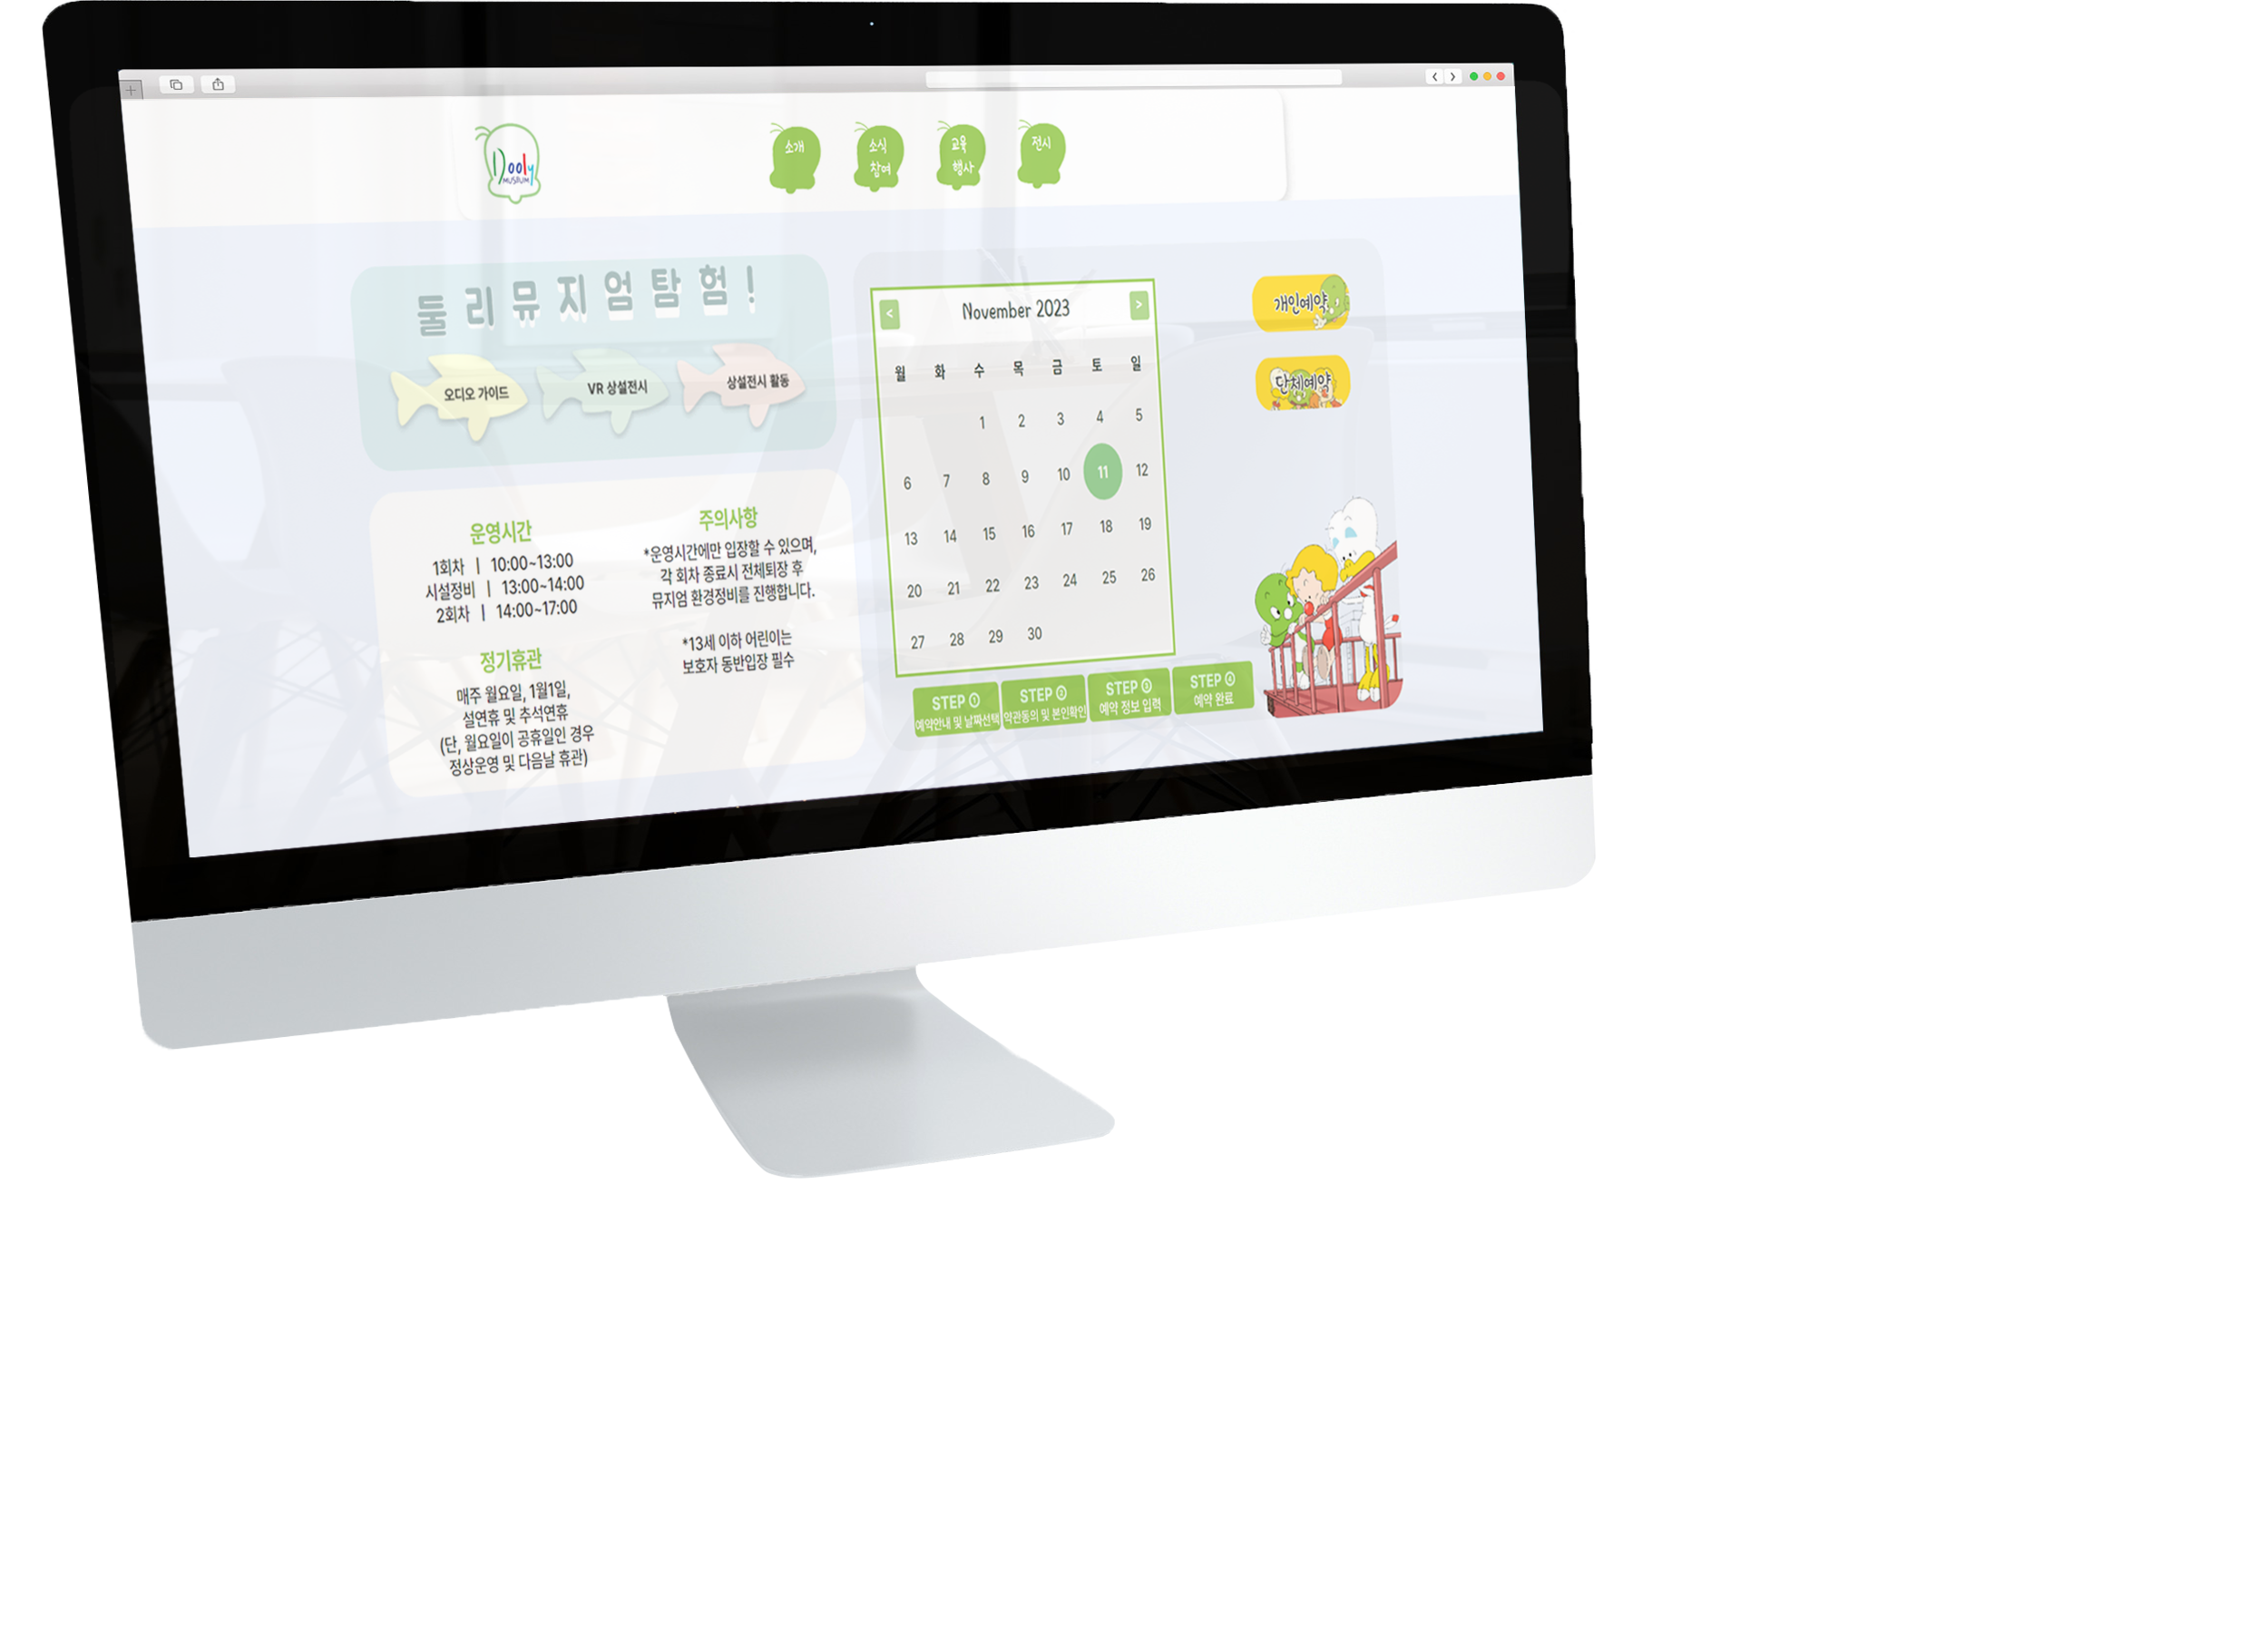 Dooly
MUSEUM
소개
소식
참여
교육
행사
전시
둘리뮤지엄탐험!
오디오 가이드
VR 상설전시
상설전시 활동
운영시간
1회차 | 10:00~13:00
시설정비 | 13:00~14:00
2회차 | 14:00~17:00
정기휴관
매주 월요일, 1월1일,
설연휴 및 추석연휴
(단, 월요일이 공휴일인 경우
정상운영 및 다음날 휴관)
주의사항
*운영시간에만 입장할 수 있으며,
각 회차 종료시 전체퇴장 후
뮤지엄 환경정비를 진행합니다.
*13세 이하 어린이는
보호자 동반입장 필수
< November 2023 >
월 화 수 목 금 토 일
1 2 3 4 5
6 7 8 9 10 11 12
13 14 15 16 17 18 19
20 21 22 23 24 25 26
27 28 29 30
STEP ①
예약안내 및 날짜선택
STEP ②
약관동의 및 본인확인
STEP ③
예약 정보 입력
STEP ④
예약 완료
개인예약
단체예약